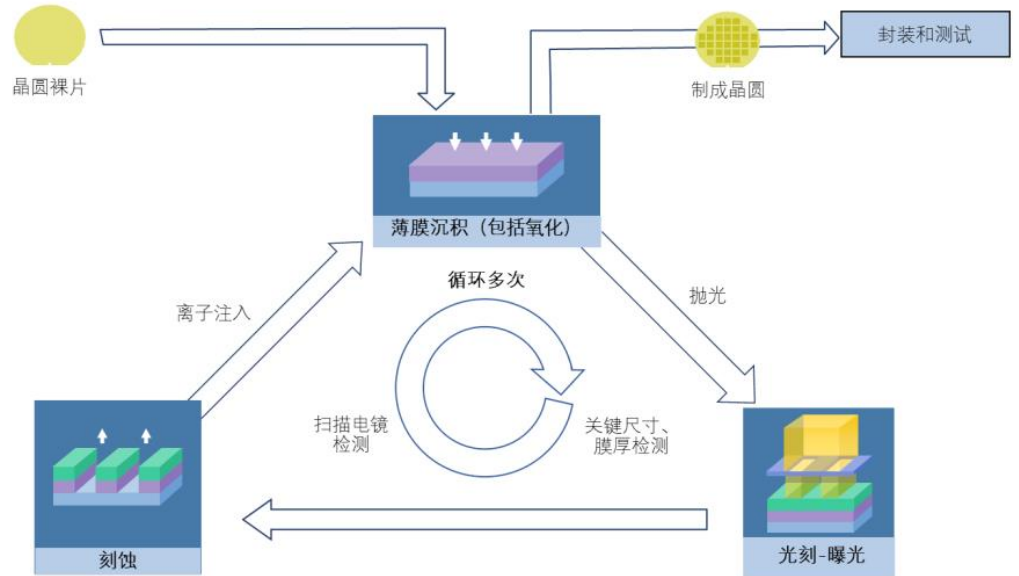 晶圆裸片
制成晶圆
封装和测试
薄膜沉积（包括氧化）
循环多次
离子注入
抛光
扫描电镜
检测
关键尺寸、
膜厚检测
刻蚀
光刻-曝光